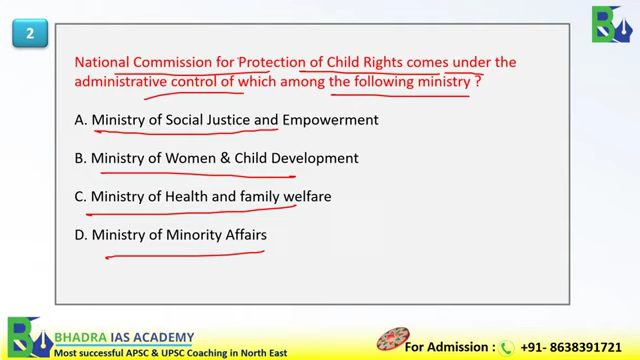 2
National Commission for Protection of Child Rights comes under the
administrative control of which among the following ministry ?
A. Ministry of Social Justice and Empowerment
B. Ministry of Women & Child Development
C. Ministry of Health and family welfare
D. Ministry of Minority Affairs
BHADRA IAS ACADEMY
Most successful APSC & UPSC Coaching in North East
For Admission : +91- 8638391721